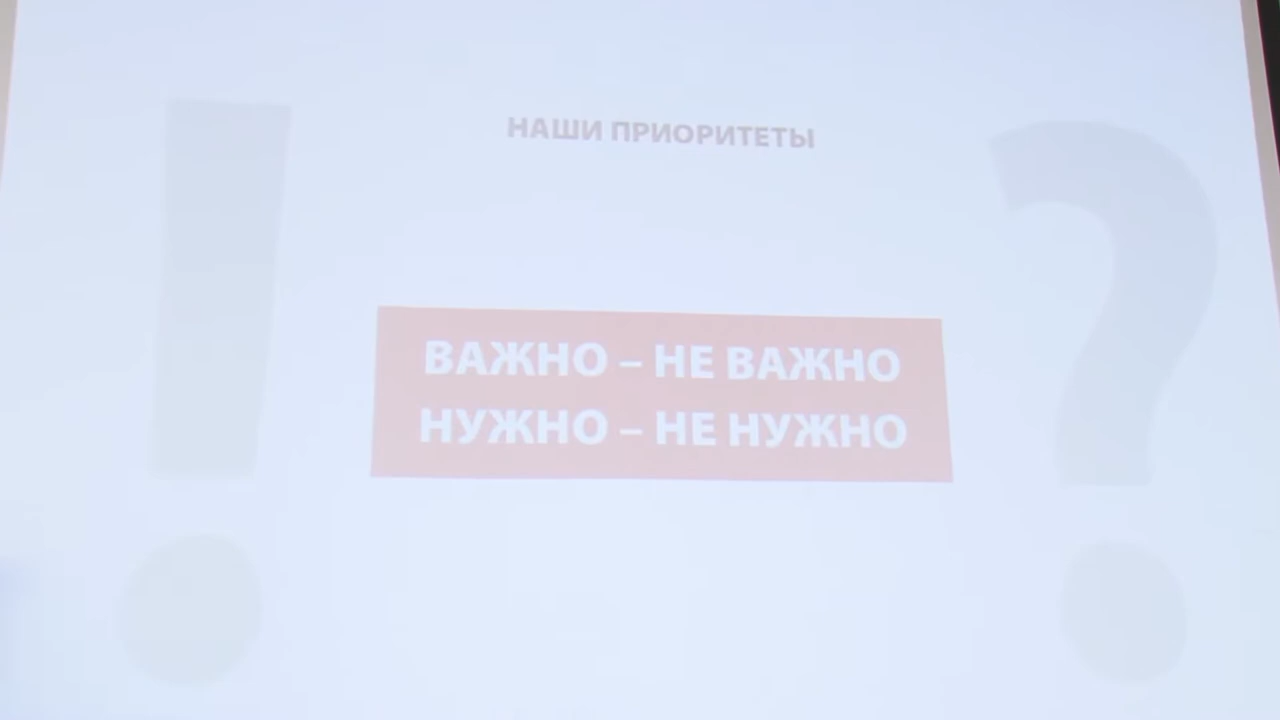 НАШИ ПРИОРИТЕТЫ
! ?
ВАЖНО – НЕ ВАЖНО
НУЖНО – НЕ НУЖНО